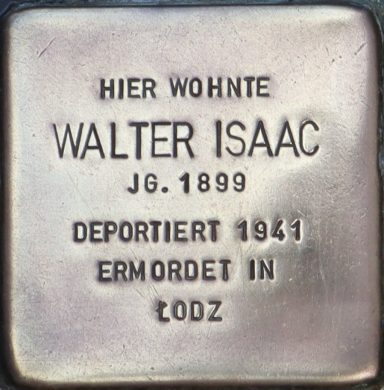 HIER WOHNTE
WALTER ISAAC
JG. 1899
DEPORTIERT 1941
ERMORDET IN
ŁODZ